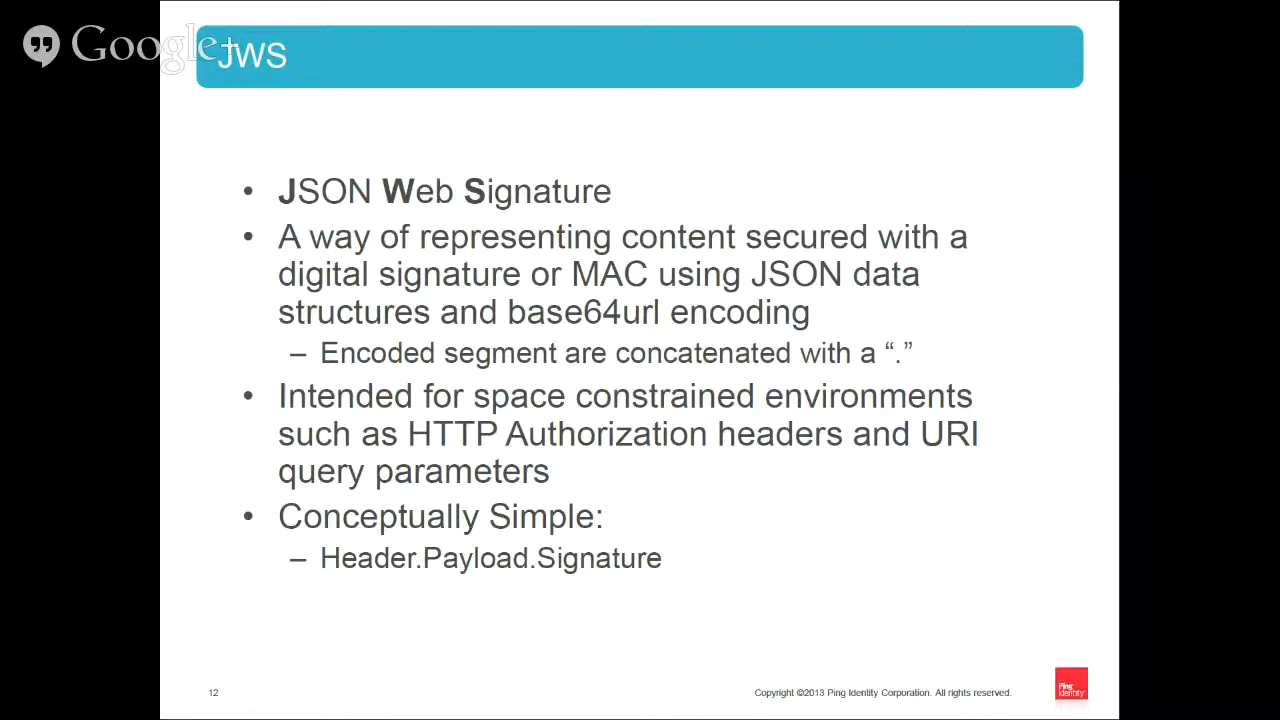 Google+
JWS
• JSON Web Signature
• A way of representing content secured with a
digital signature or MAC using JSON data
structures and base64url encoding
– Encoded segment are concatenated with a “.”
• Intended for space constrained environments
such as HTTP Authorization headers and URI
query parameters
• Conceptually Simple:
– Header.Payload.Signature
12
Copyright ©2013 Ping Identity Corporation. All rights reserved.
Ping
Identity